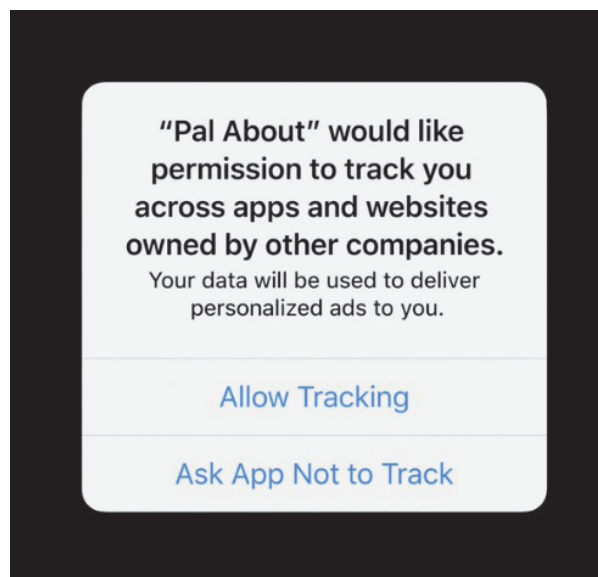 “Pal About” would like
permission to track you
across apps and websites
owned by other companies.
Your data will be used to deliver
personalized ads to you.
Allow Tracking
Ask App Not to Track